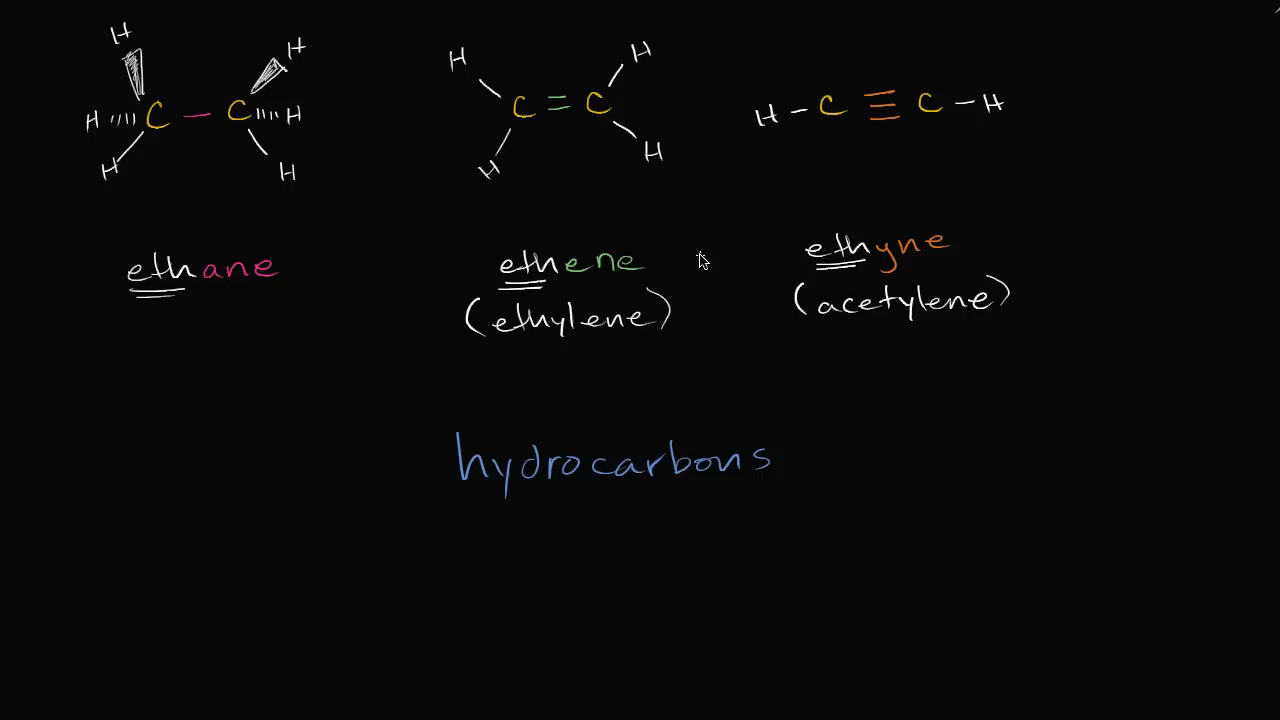 H H H C - C H H H
H H C = C H H
H - C ≡ C - H
ethane
ethene
(ethylene)
ethyne
(acetylene)
hydrocarbons